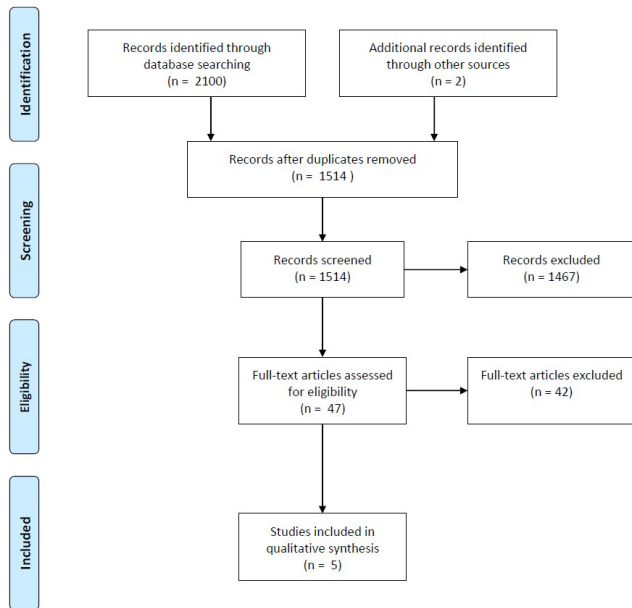 Identification
Records identified through
database searching
(n = 2100)
Additional records identified
through other sources
(n = 2)
Records after duplicates removed
(n = 1514 )
Screening
Records screened
(n = 1514)
Records excluded
(n = 1467)
Eligibility
Full-text articles assessed
for eligibility
(n = 47)
Full-text articles excluded
(n = 42)
Included
Studies included in
qualitative synthesis
(n = 5)